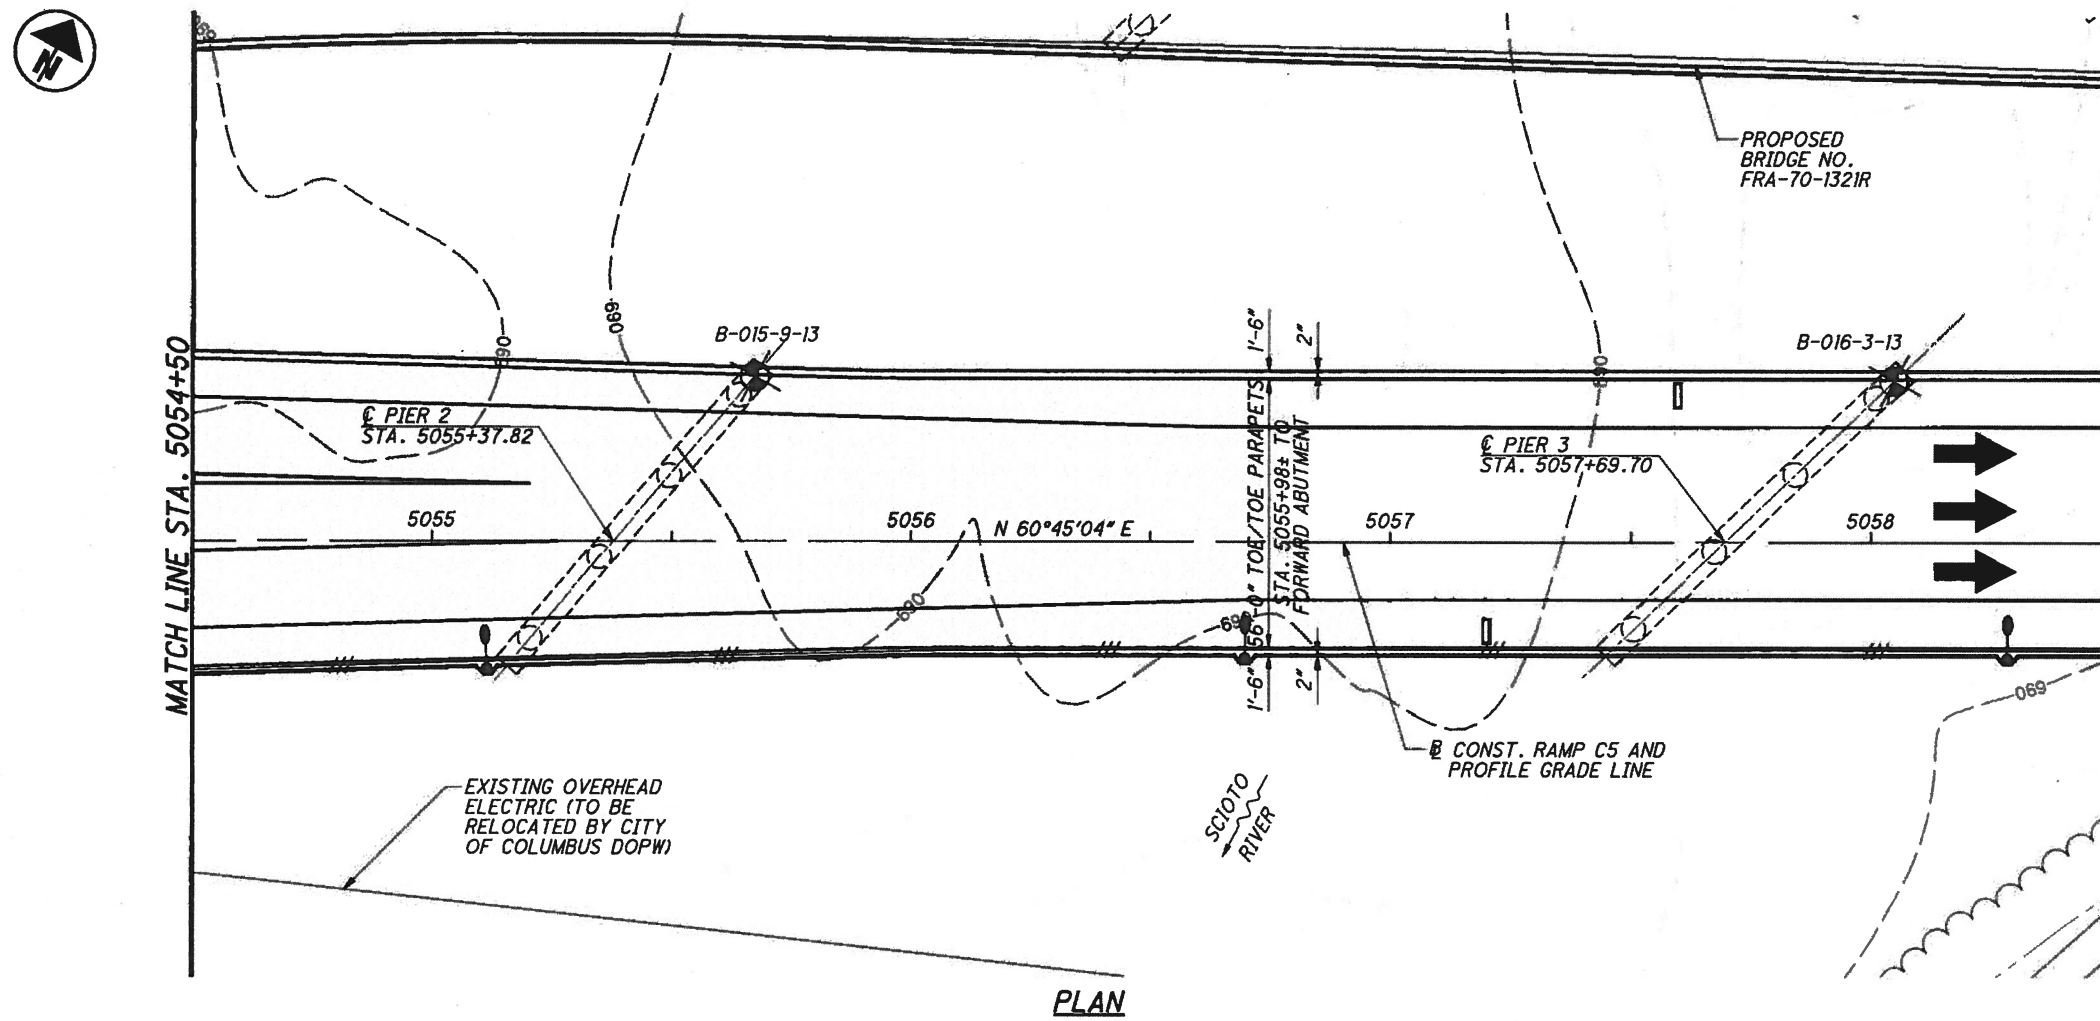 N
69
PROPOSED
BRIDGE NO.
FRA-70-1321R
690
690
B-015-9-13
1'-6"
2"
B-016-3-13
690
MATCH LINE STA. 5054+50
℄ PIER 2
STA. 5055+37.82
℄ PIER 3
STA. 5057+69.70
5055
5056
N 60°45'04" E
5057
5058
56'-0" TOE/TOE PARAPETS
STA. 5055+98± TO
FORWARD ABUTMENT
690
69
1'-6"
2"
690
℄ CONST. RAMP C5 AND
PROFILE GRADE LINE
EXISTING OVERHEAD
ELECTRIC (TO BE
RELOCATED BY CITY
OF COLUMBUS DOPW)
SCIOTO
RIVER
PLAN